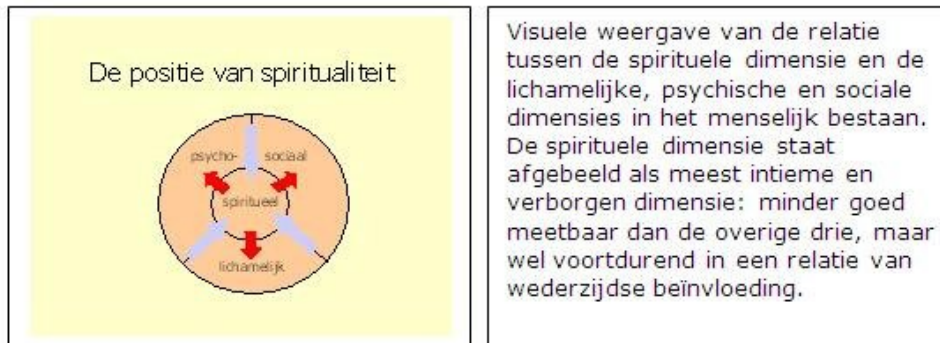 De positie van spiritualiteit
psycho-
sociaal
spiritueel
lichamelijk
Visuele weergave van de relatie
tussen de spirituele dimensie en de
lichamelijke, psychische en sociale
dimensies in het menselijk bestaan.
De spirituele dimensie staat
afgebeeld als meest intieme en
verborgen dimensie: minder goed
meetbaar dan de overige drie, maar
wel voortdurend in een relatie van
wederzijdse beïnvloeding.